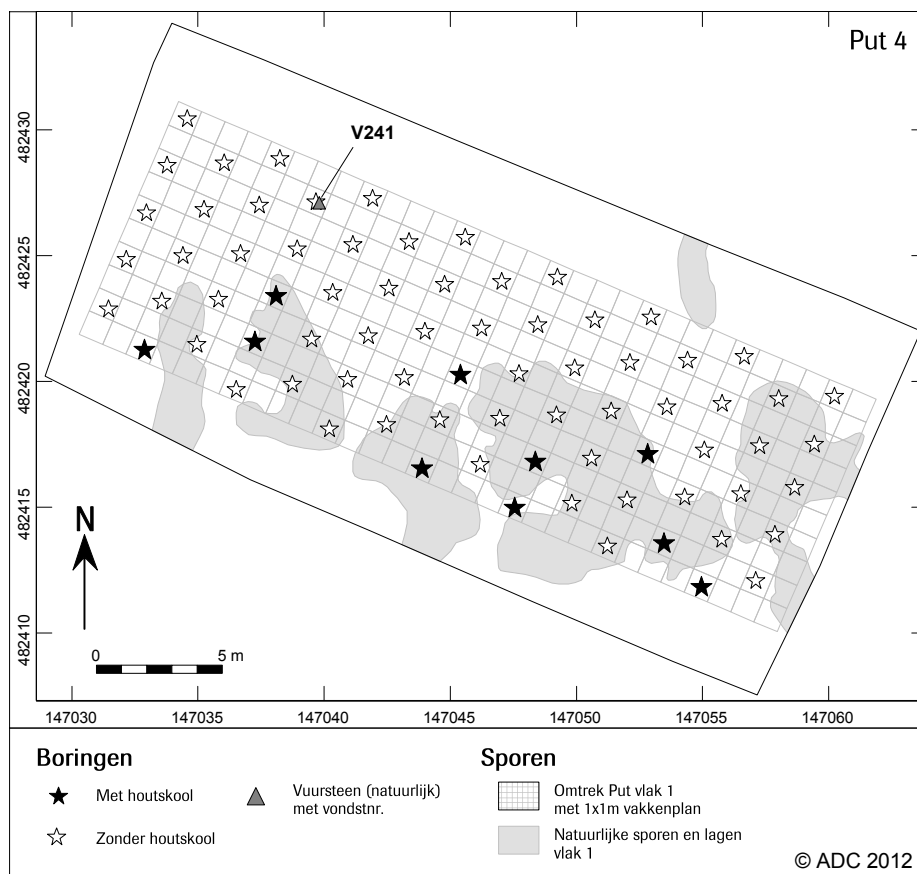 Put 4
V241
482430
482425
482420
482415
482410
N
0 5 m
147030 147035 147040 147045 147050 147055 147060
Boringen
Met houtskool
Zonder houtskool
Vuursteen (natuurlijk)
met vondstnr.
Sporen
Omtrek Put vlak 1
met 1x1m vakkenplan
Natuurlijke sporen en lagen
vlak 1
© ADC 2012